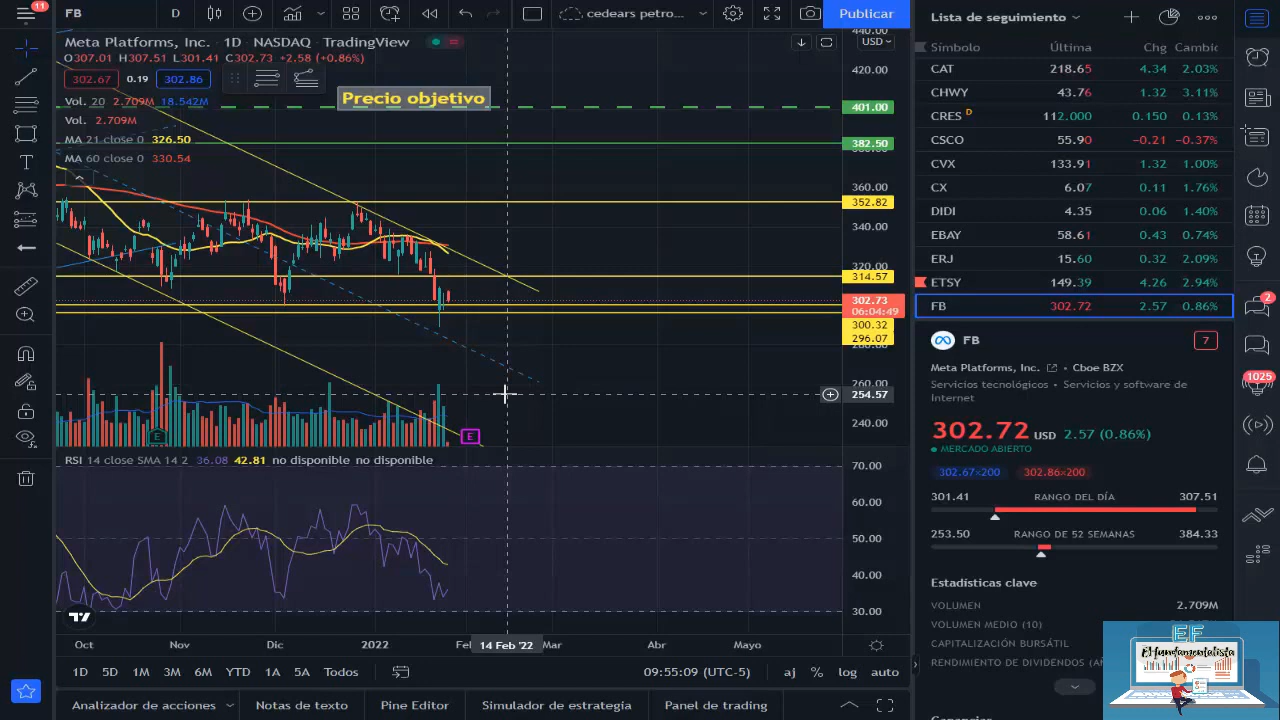 11
FB
D
cedears petro...
Publicar
Meta Platforms, Inc. · 1D · NASDAQ · TradingView
O307.01 H307.51 L301.41 C302.73 +2.58 (+0.86%)
302.67 0.19 302.86
Vol. 20 2.709M 18.542M
Vol. 2.709M
MA 21 close 0 326.50
MA 60 close 0 330.54
Precio objetivo
USD
440.00
420.00
401.00
382.50
360.00
352.82
340.00
320.00
314.57
302.73
06:04:49
300.32
296.07
280.00
260.00
254.57
240.00
E
E
RSI 14 close SMA 14 2 36.08 42.81 no disponible no disponible
70.00
60.00
50.00
40.00
30.00
Oct Nov Dic 2022 Feb 14 Feb '22 Mar Abr Mayo
1D 5D 1M 3M 6M YTD 1A 5A Todos
09:55:09 (UTC-5) aj % log auto
Analizador de acciones Notas de texto Pine Editor Simulador de estrategia Panel de trading
Lista de seguimiento
Símbolo Última Chg Cambic
CAT 218.65 4.34 2.03%
CHWY 43.76 1.32 3.11%
CRES D 112.000 0.150 0.13%
CSCO 55.90 −0.21 −0.37%
CVX 133.91 1.32 1.00%
CX 6.07 0.11 1.76%
DIDI 4.35 0.06 1.40%
EBAY 58.61 0.43 0.74%
ERJ 15.60 0.32 2.09%
ETSY 149.39 4.26 2.94%
FB 302.72 2.57 0.86%
FB
7
Meta Platforms, Inc. · Cboe BZX
Servicios tecnológicos · Servicios y software de
Internet
302.72 USD 2.57 (0.86%)
MERCADO ABIERTO
302.67×200 302.86×200
301.41 RANGO DEL DÍA 307.51
253.50 RANGO DE 52 SEMANAS 384.33
Estadísticas clave
VOLUMEN 2.709M
VOLUMEN MEDIO (10)
CAPITALIZACIÓN BURSÁTIL
RENDIMIENTO DE DIVIDENDOS (A
2
1025
EF
El fundamentalista